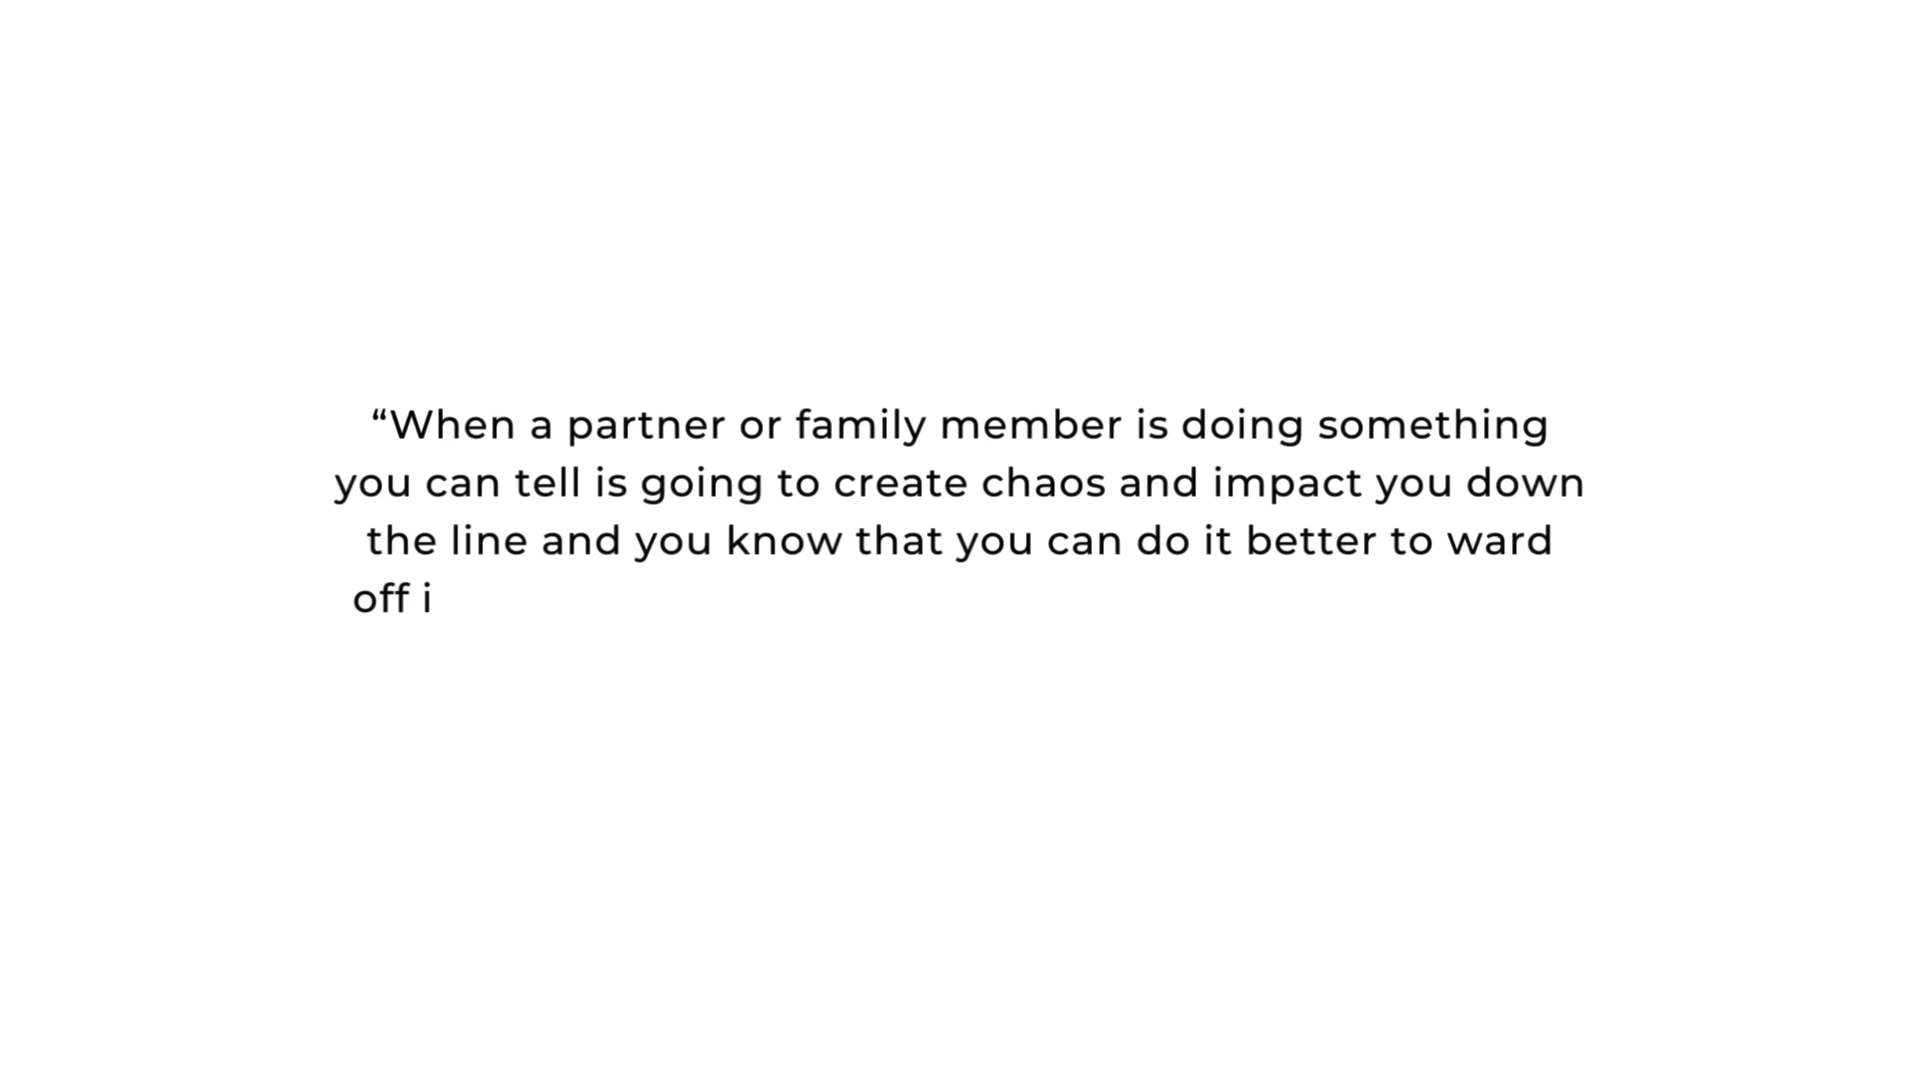 “When a partner or family member is doing something
you can tell is going to create chaos and impact you down
the line and you know that you can do it better to ward
off i